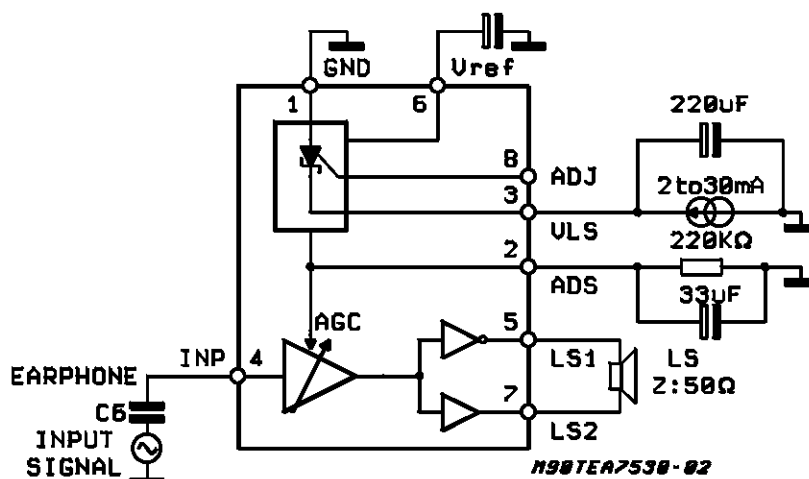 GND
Vref
1
6
220uF
8
ADJ
2to30mA
3
VLS
220KΩ
2
ADS
33uF
AGC
5
INP
4
LS1
LS
EARPHONE
Z:50Ω
7
C6
LS2
INPUT
SIGNAL
M90TEA7530-02